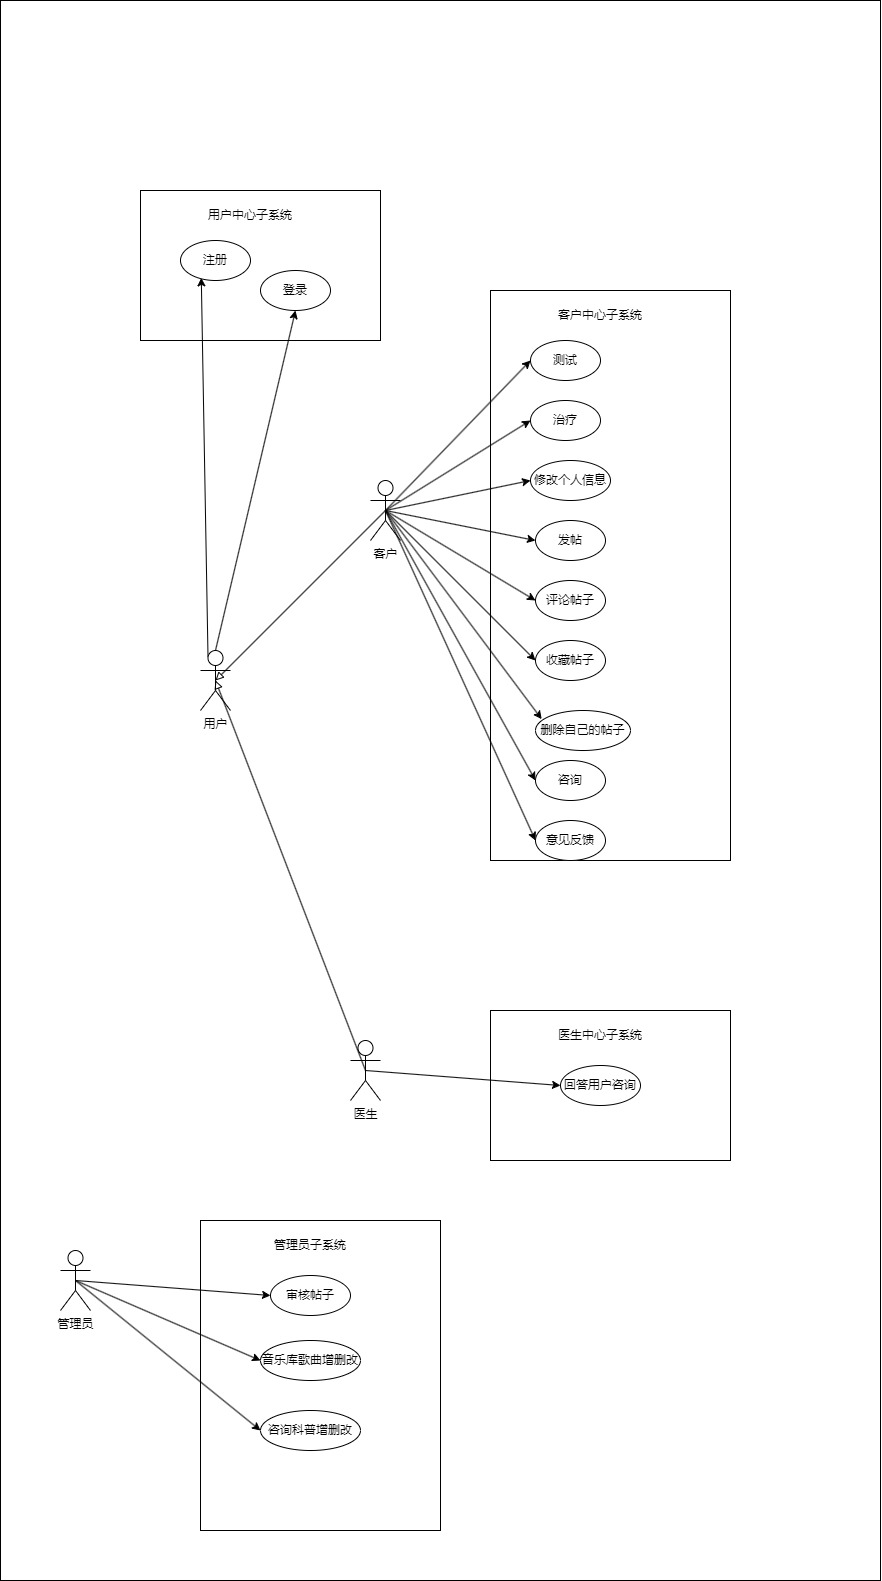 用户中心子系统
注册
登录
客户中心子系统
测试
治疗
修改个人信息
发帖
客户
评论帖子
收藏帖子
用户
删除自己的帖子
咨询
意见反馈
医生中心子系统
回答用户咨询
医生
管理员子系统
审核帖子
管理员
音乐库歌曲增删改
咨询科普增删改